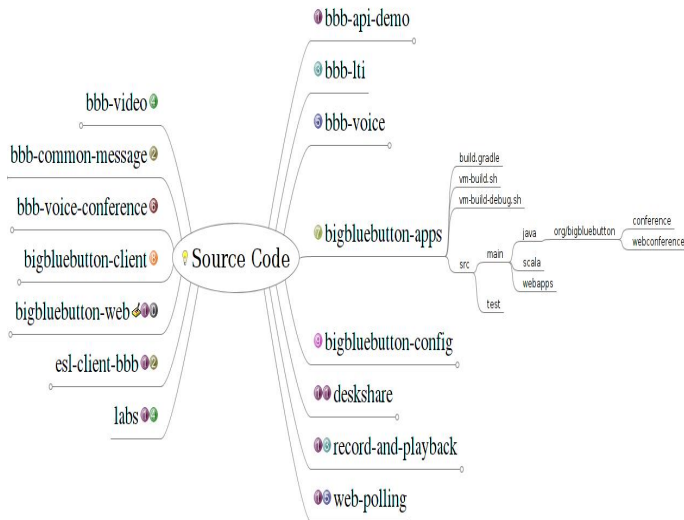 Source Code
bbb-api-demo
bbb-lti
bbb-voice
bigbluebutton-apps
build.gradle
vm-build.sh
vm-build-debug.sh
src
main
java
org/bigbluebutton
conference
webconference
scala
webapps
test
bigbluebutton-config
deskshare
record-and-playback
web-polling
bbb-video
bbb-common-message
bbb-voice-conference
bigbluebutton-client
bigbluebutton-web
esl-client-bbb
labs